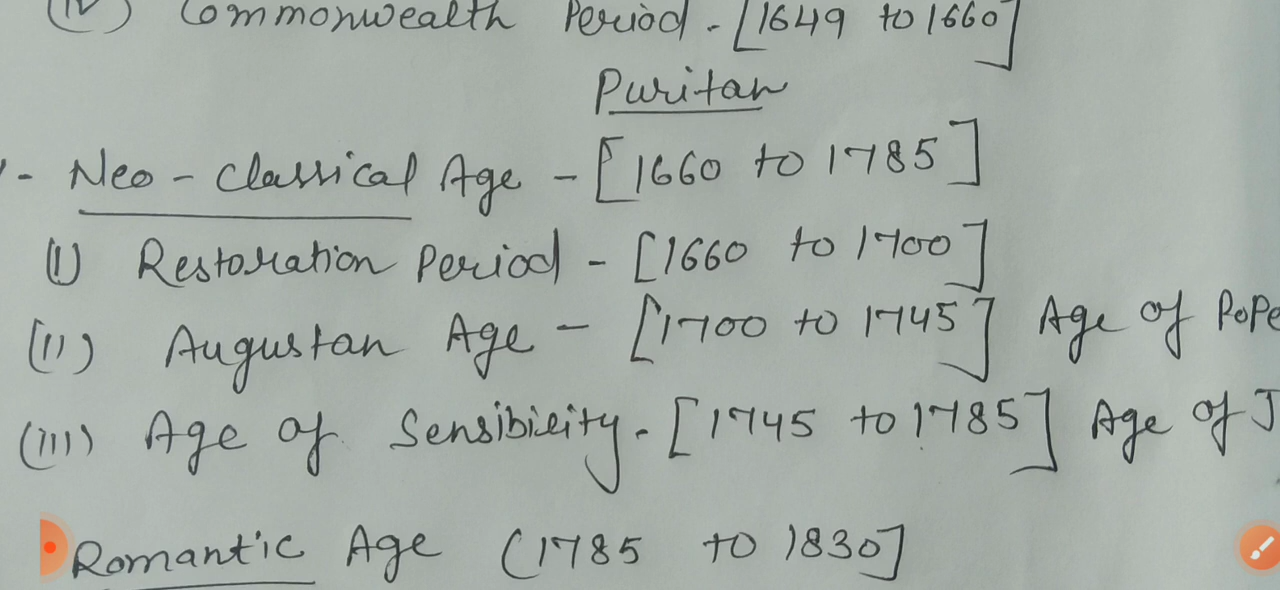 (iv) Commonwealth Period - [1649 to 1660]
Puritan
- Neo-classical Age - [1660 to 1785]
(I) Restoration Period - [1660 to 1700]
(II) Augustan Age - [1700 to 1745] Age of Pope
(III) Age of Sensibility - [1745 to 1785] Age of J
Romantic Age (1785 to 1830]